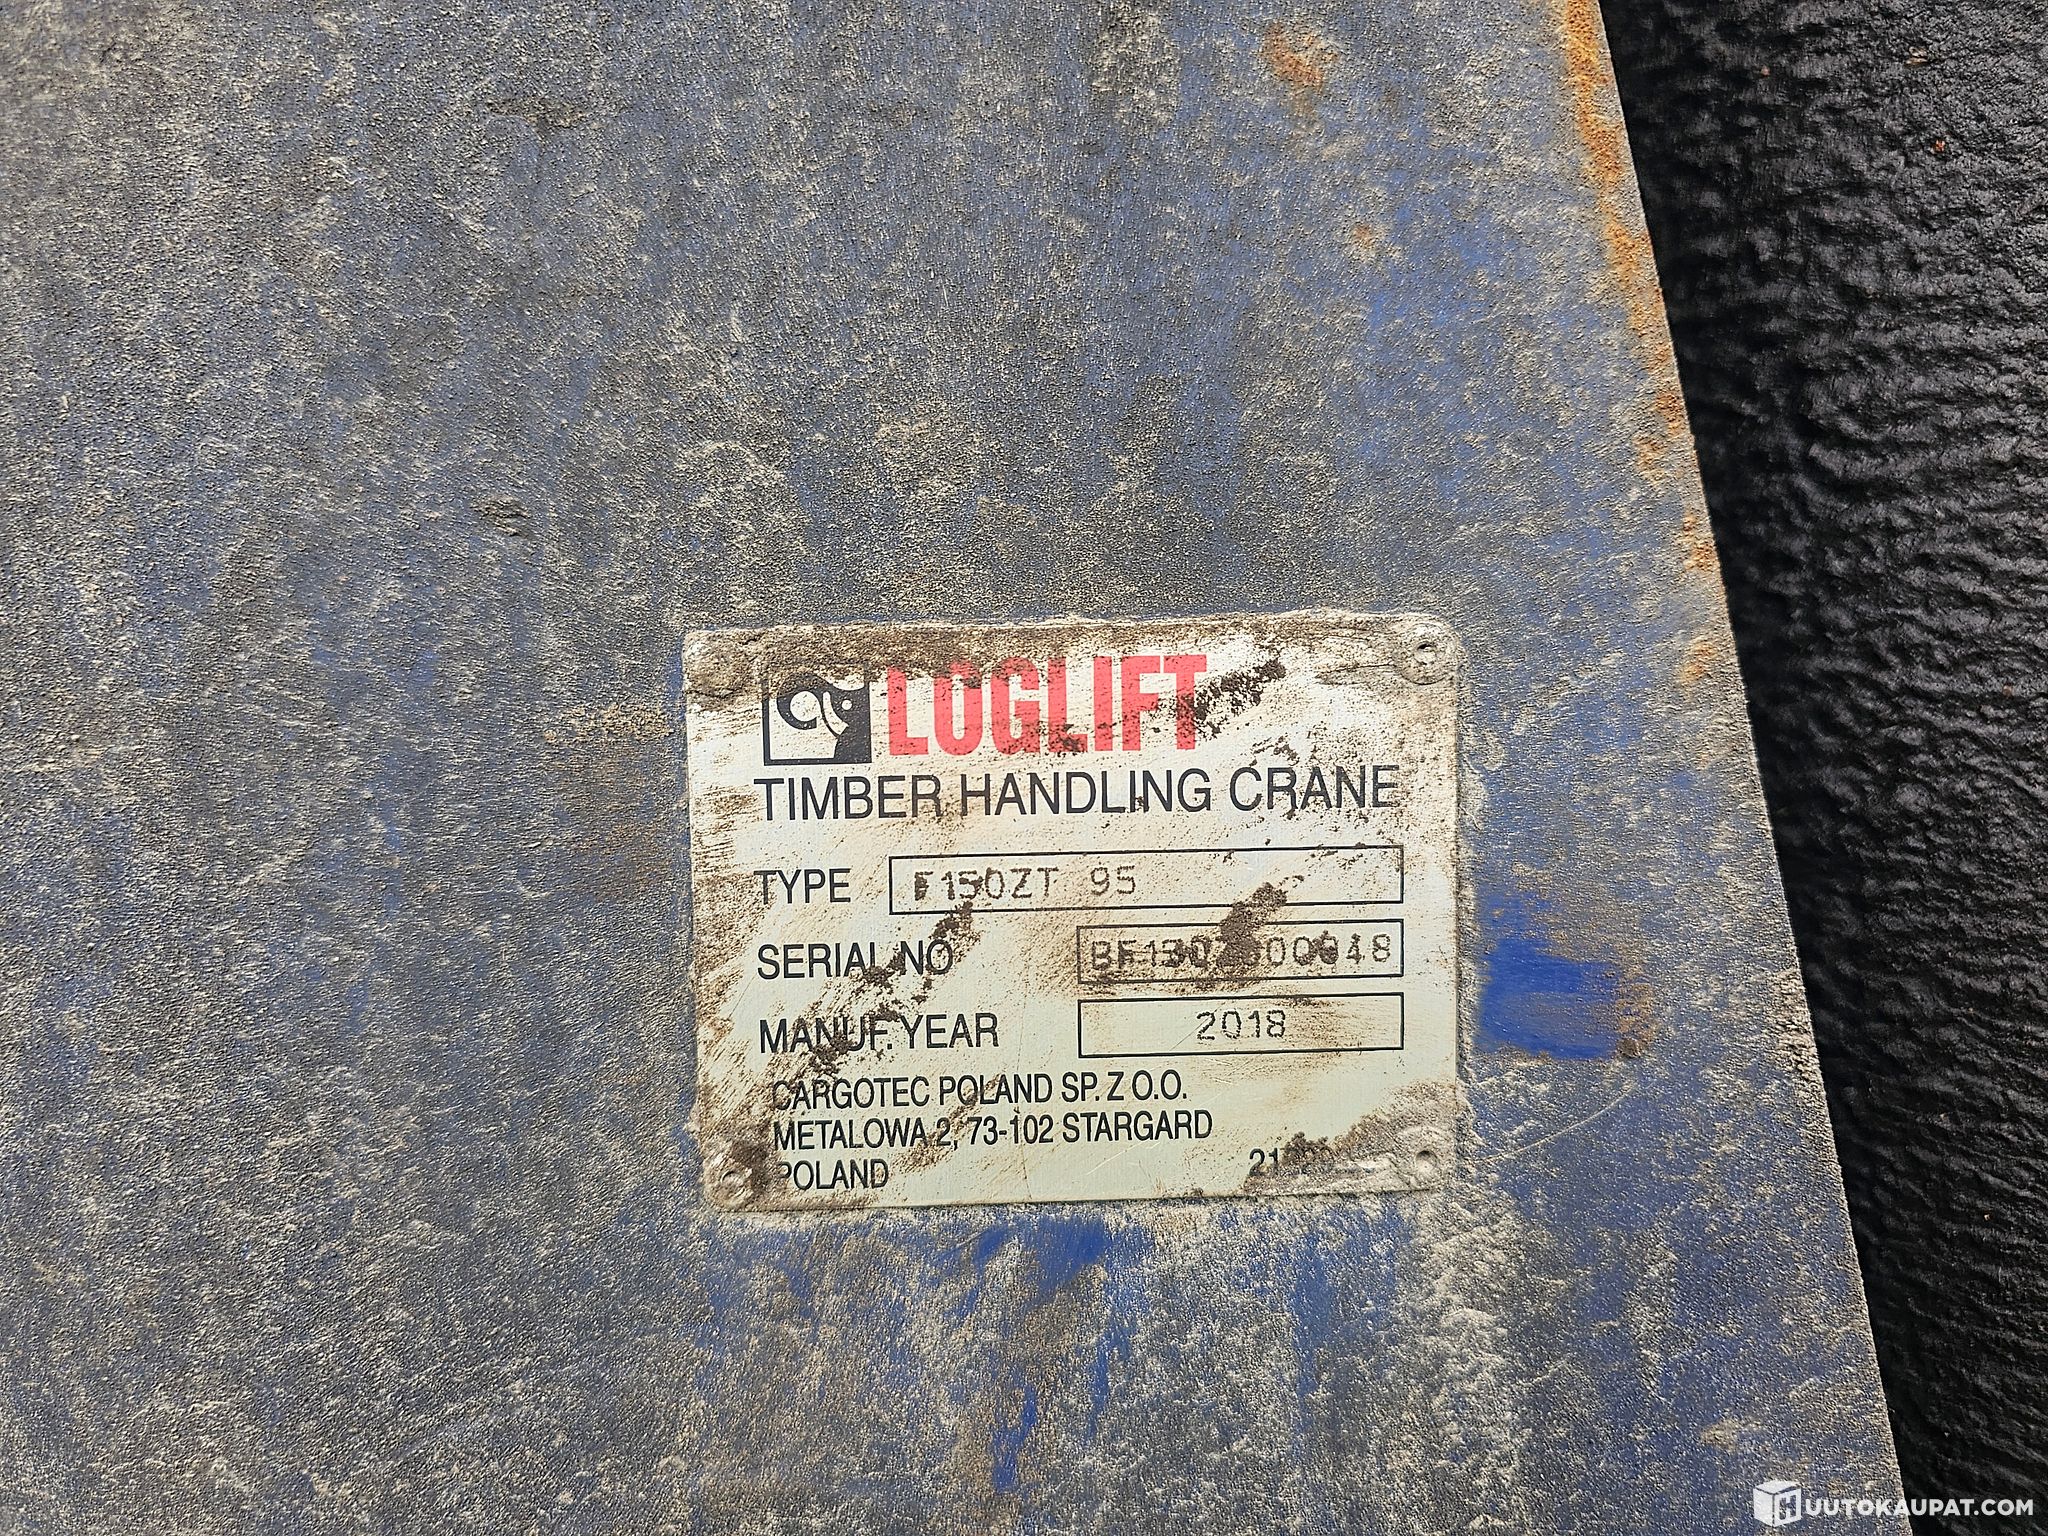 LOGLIFT
TIMBER HANDLING CRANE
TYPE F150ZT 95
SERIAL NO
MANUF. YEAR 2018
CARGOTEC POLAND SP. Z O.O.
METALOWA 2, 73-102 STARGARD
POLAND
HUUTOKAUPAT.COM